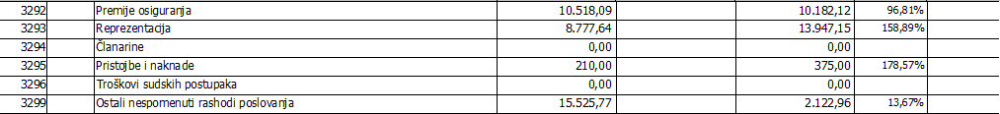 3292 Premije osiguranja 10.518,09 10.182,12 96,81%
3293 Reprezentacija 8.777,64 13.947,15 158,89%
3294 Članarine 0,00 0,00
3295 Pristojbe i naknade 210,00 375,00 178,57%
3296 Troškovi sudskih postupaka 0,00 0,00
3299 Ostali nespomenuti rashodi poslovanja 15.525,77 2.122,96 13,67%